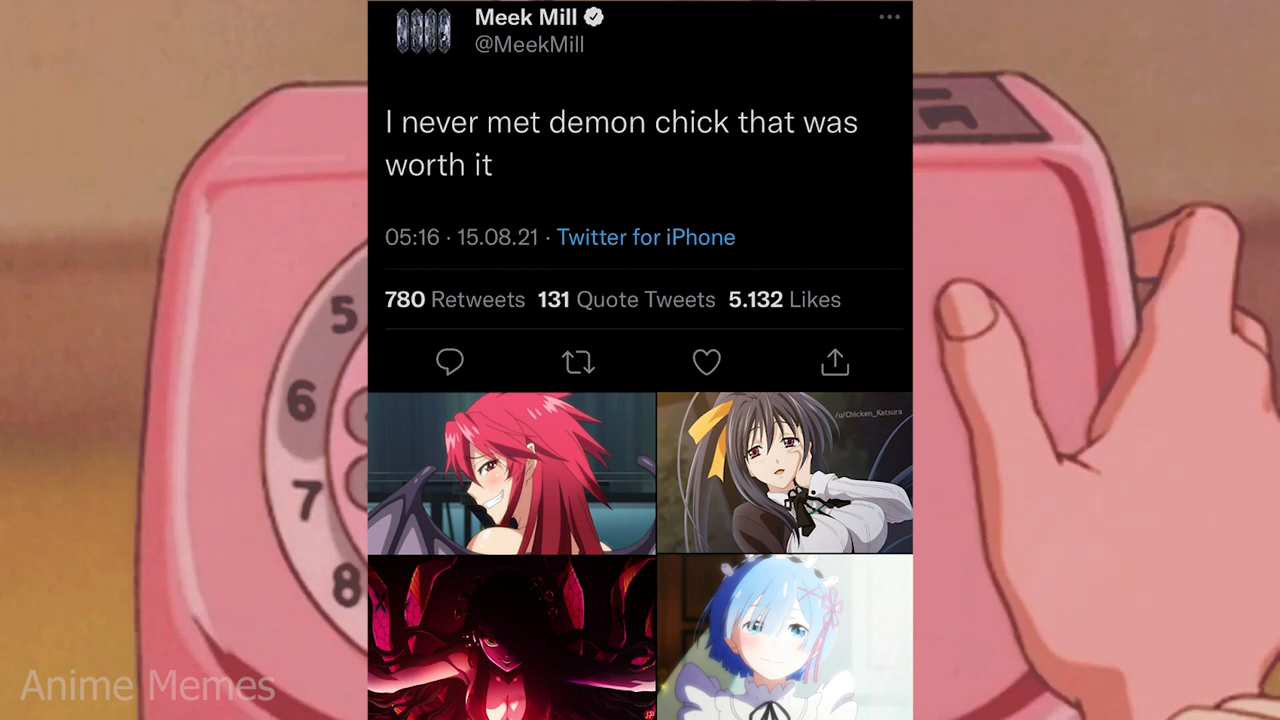 Meek Mill
@MeekMill
I never met demon chick that was
worth it
05:16 · 15.08.21 · Twitter for iPhone
780 Retweets 131 Quote Tweets 5.132 Likes
/u/Chicken_Katsura
5
6
7
8
Anime Memes